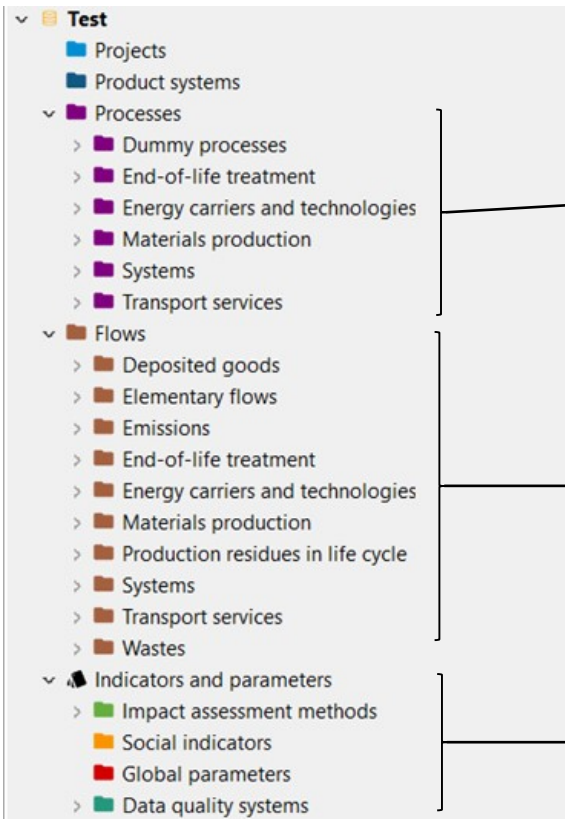 Test
Projects
Product systems
Processes
Dummy processes
End-of-life treatment
Energy carriers and technologies
Materials production
Systems
Transport services
Flows
Deposited goods
Elementary flows
Emissions
End-of-life treatment
Energy carriers and technologies
Materials production
Production residues in life cycle
Systems
Transport services
Wastes
Indicators and parameters
Impact assessment methods
Social indicators
Global parameters
Data quality systems